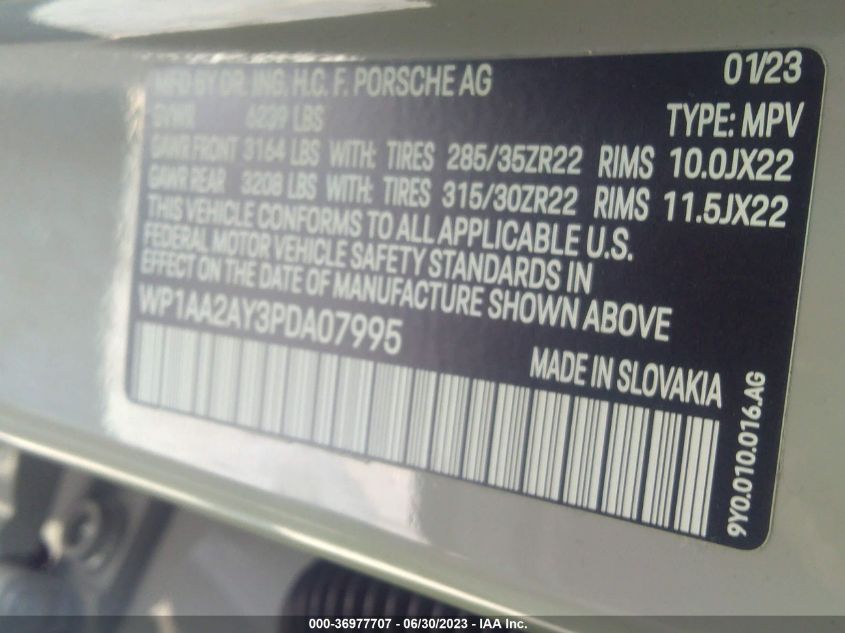 MFD BY DR. ING. H.C. F. PORSCHE AG 01/23
GVWR 6239 LBS TYPE: MPV
GAWR FRONT 3164 LBS WITH: TIRES 285/35ZR22 RIMS 10.0JX22
GAWR REAR 3208 LBS WITH: TIRES 315/30ZR22 RIMS 11.5JX22
THIS VEHICLE CONFORMS TO ALL APPLICABLE U.S.
FEDERAL MOTOR VEHICLE SAFETY STANDARDS IN
EFFECT ON THE DATE OF MANUFACTURE SHOWN ABOVE
WP1AA2AY3PDA07995
MADE IN SLOVAKIA
9Y0.010.016.AG
000-36977707 - 06/30/2023 - IAA Inc.